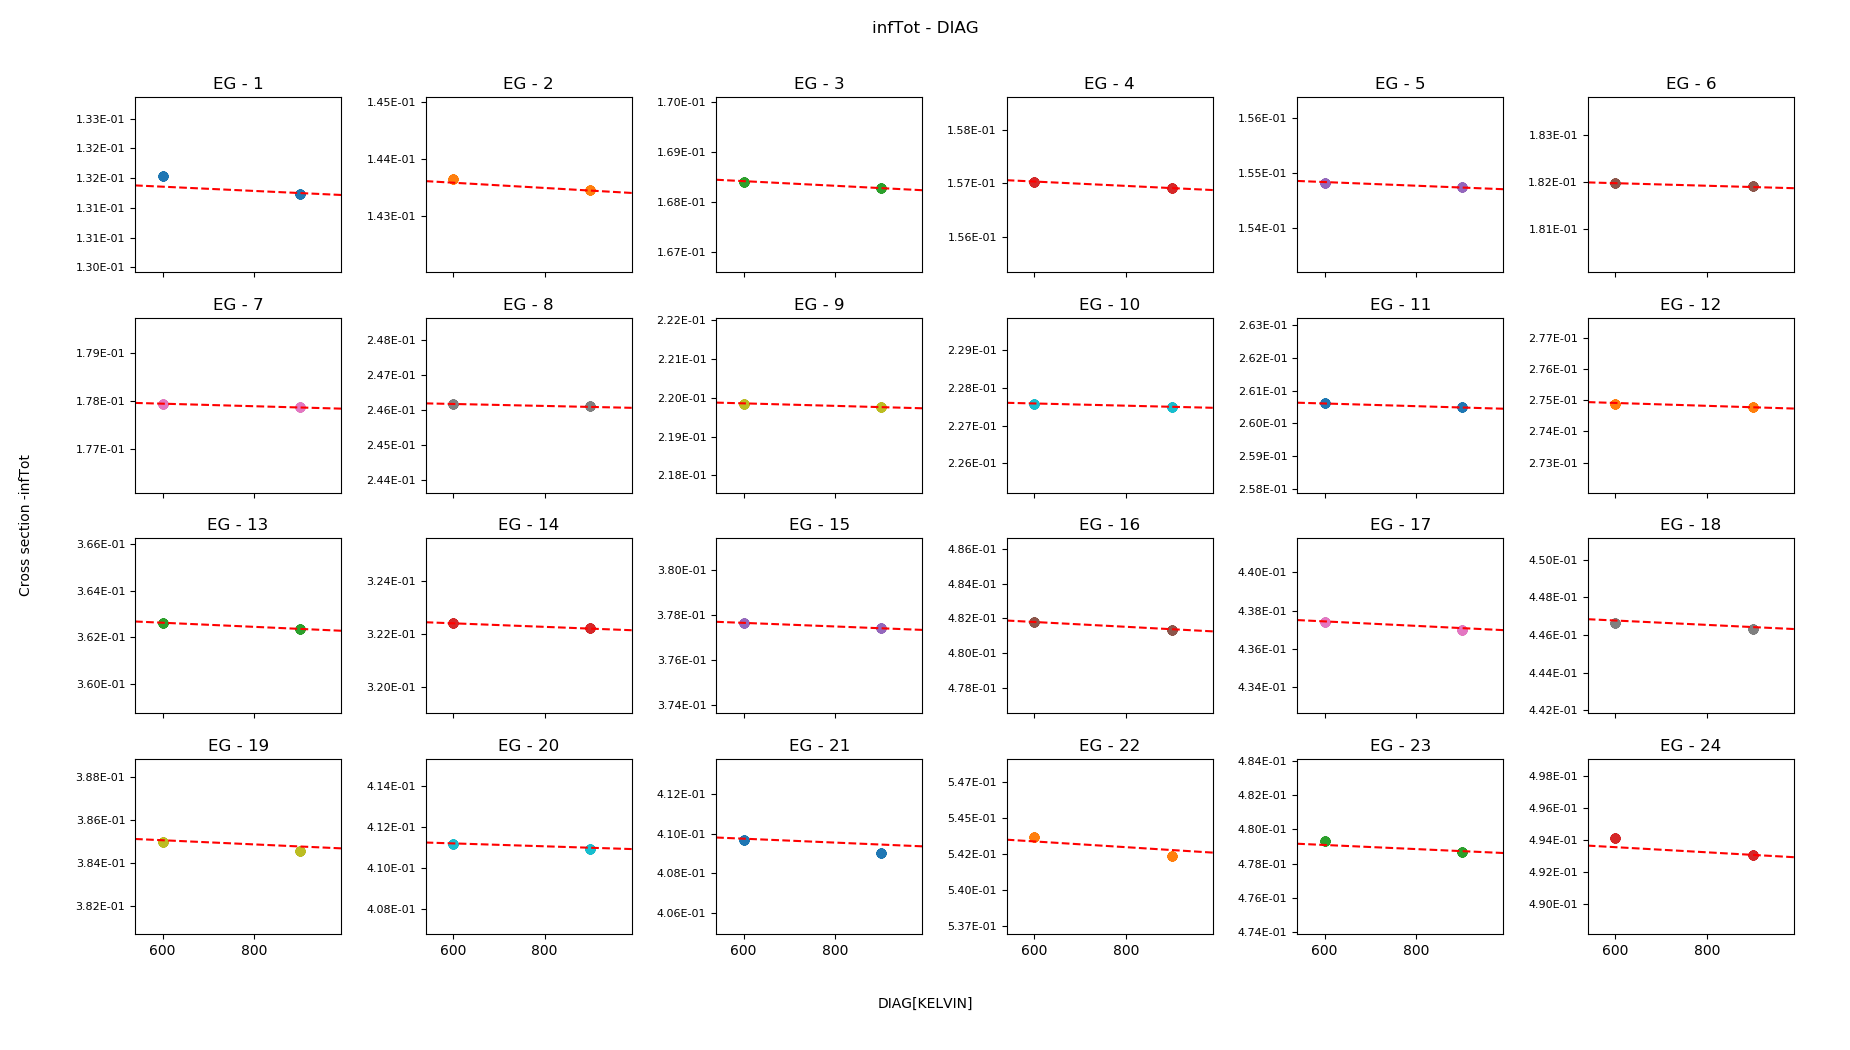 infTot - DIAG
EG - 1
EG - 2
EG - 3
EG - 4
EG - 5
EG - 6
1.33E-01
1.32E-01
1.32E-01
1.31E-01
1.31E-01
1.30E-01
1.45E-01
1.44E-01
1.43E-01
1.70E-01
1.69E-01
1.68E-01
1.67E-01
1.58E-01
1.57E-01
1.56E-01
1.56E-01
1.55E-01
1.54E-01
1.83E-01
1.82E-01
1.81E-01
EG - 7
EG - 8
EG - 9
EG - 10
EG - 11
EG - 12
1.79E-01
1.78E-01
1.77E-01
2.48E-01
2.47E-01
2.46E-01
2.45E-01
2.44E-01
2.22E-01
2.21E-01
2.20E-01
2.19E-01
2.18E-01
2.29E-01
2.28E-01
2.27E-01
2.26E-01
2.63E-01
2.62E-01
2.61E-01
2.60E-01
2.59E-01
2.58E-01
2.77E-01
2.76E-01
2.75E-01
2.74E-01
2.73E-01
EG - 13
EG - 14
EG - 15
EG - 16
EG - 17
EG - 18
3.66E-01
3.64E-01
3.62E-01
3.60E-01
3.24E-01
3.22E-01
3.20E-01
3.80E-01
3.78E-01
3.76E-01
3.74E-01
4.86E-01
4.84E-01
4.82E-01
4.80E-01
4.78E-01
4.40E-01
4.38E-01
4.36E-01
4.34E-01
4.50E-01
4.48E-01
4.46E-01
4.44E-01
4.42E-01
EG - 19
EG - 20
EG - 21
EG - 22
EG - 23
EG - 24
3.88E-01
3.86E-01
3.84E-01
3.82E-01
4.14E-01
4.12E-01
4.10E-01
4.08E-01
4.12E-01
4.10E-01
4.08E-01
4.06E-01
5.47E-01
5.45E-01
5.42E-01
5.40E-01
5.37E-01
4.84E-01
4.82E-01
4.80E-01
4.78E-01
4.76E-01
4.74E-01
4.98E-01
4.96E-01
4.94E-01
4.92E-01
4.90E-01
600 800
600 800
600 800
600 800
600 800
600 800
Cross section -infTot
DIAG[KELVIN]